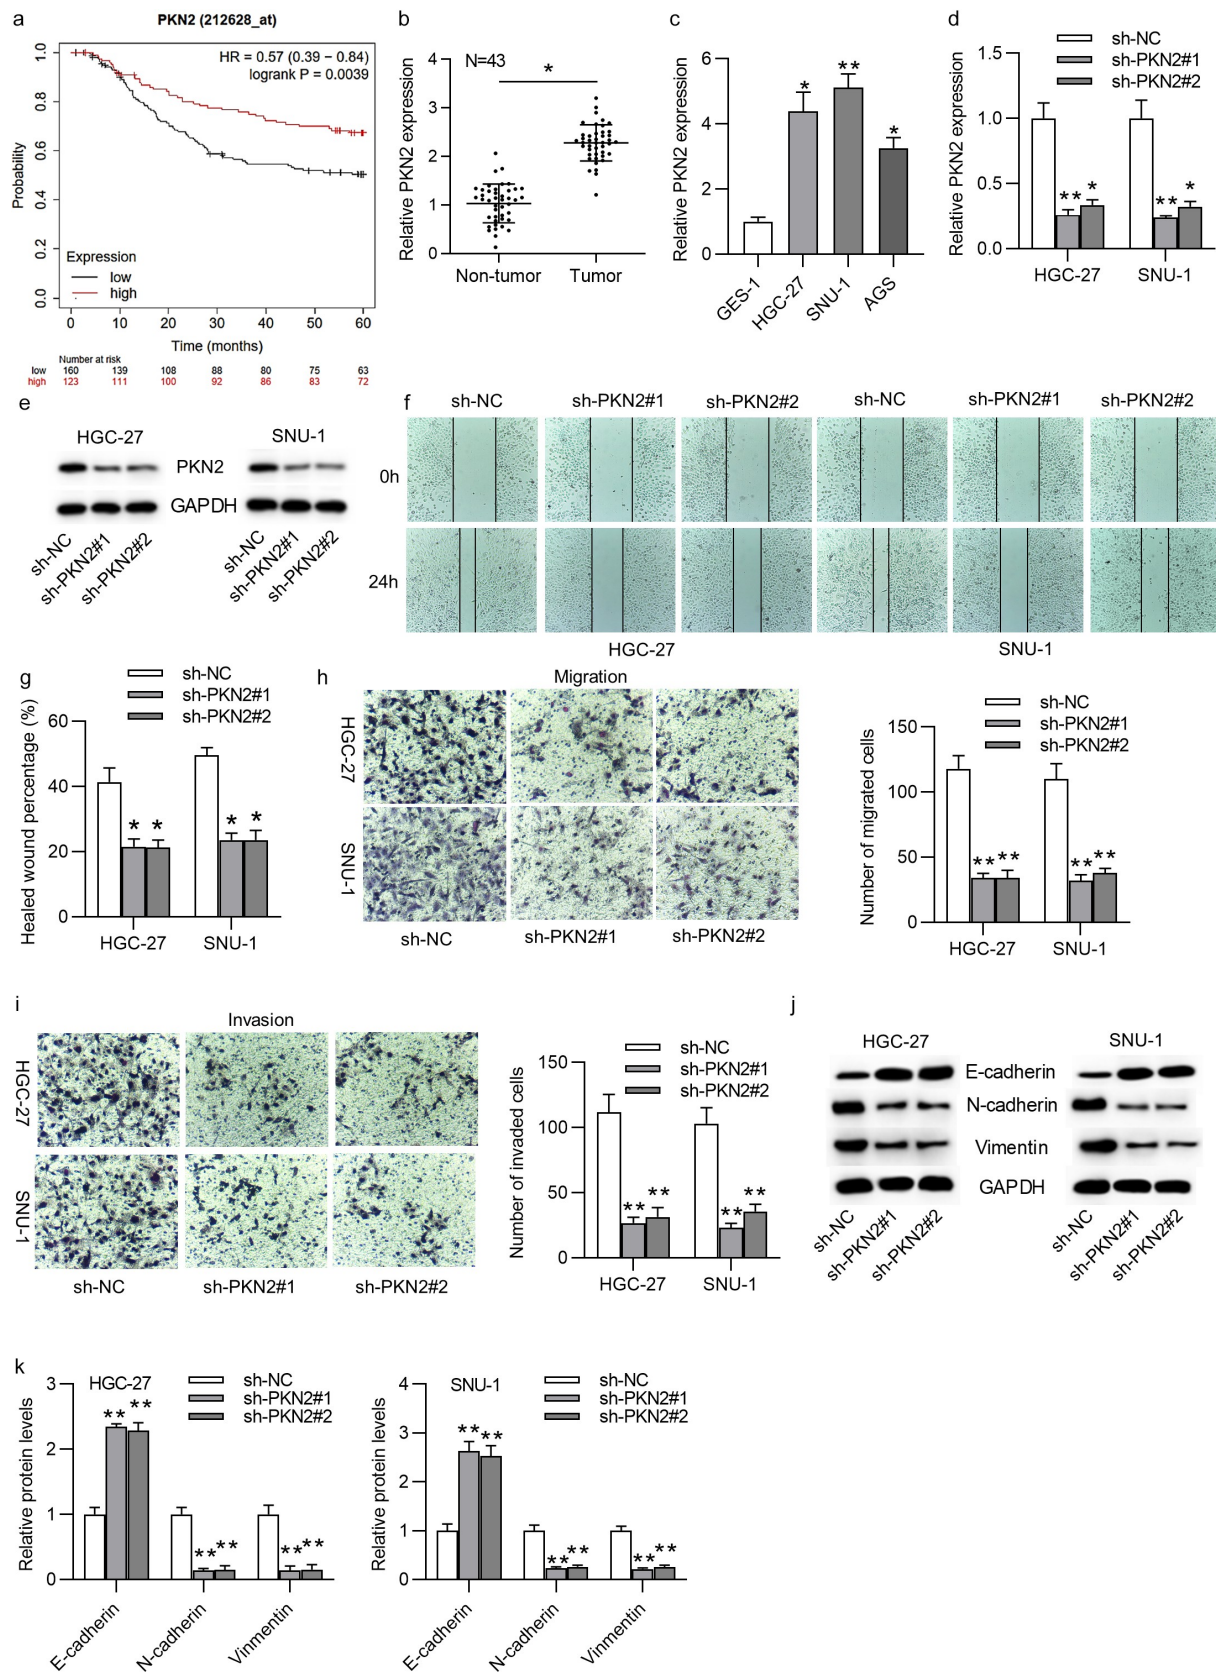 a
PKN2 (212628_at)
HR = 0.57 (0.39 − 0.84)
logrank P = 0.0039
Probability
1.0
0.8
0.6
0.4
0.2
0.0
Expression
low
high
0 10 20 30 40 50 60
Time (months)
Number at risk
low 160 139 108 88 80 75 63
high 123 111 100 92 86 83 72
b
N=43
*
Relative PKN2 expression
4
3
2
1
0
Non-tumor Tumor
c
Relative PKN2 expression
6
4
2
0
* ** *
GES-1 HGC-27 SNU-1 AGS
d
sh-NC
sh-PKN2#1
sh-PKN2#2
Relative PKN2 expression
1.5
1.0
0.5
0.0
** * ** *
HGC-27 SNU-1
e
HGC-27 SNU-1
PKN2
GAPDH
sh-NC sh-PKN2#1 sh-PKN2#2 sh-NC sh-PKN2#1 sh-PKN2#2
f
sh-NC sh-PKN2#1 sh-PKN2#2 sh-NC sh-PKN2#1 sh-PKN2#2
0h
24h
HGC-27 SNU-1
g
sh-NC
sh-PKN2#1
sh-PKN2#2
Healed wound percentage (%)
60
40
20
0
* * * *
HGC-27 SNU-1
h
Migration
HGC-27
SNU-1
sh-NC sh-PKN2#1 sh-PKN2#2
sh-NC
sh-PKN2#1
sh-PKN2#2
Number of migrated cells
150
100
50
0
** ** ** **
HGC-27 SNU-1
i
Invasion
HGC-27
SNU-1
sh-NC sh-PKN2#1 sh-PKN2#2
sh-NC
sh-PKN2#1
sh-PKN2#2
Number of invaded cells
150
100
50
0
** ** ** **
HGC-27 SNU-1
j
HGC-27 SNU-1
E-cadherin
N-cadherin
Vimentin
GAPDH
sh-NC sh-PKN2#1 sh-PKN2#2 sh-NC sh-PKN2#1 sh-PKN2#2
k
HGC-27
sh-NC
sh-PKN2#1
sh-PKN2#2
Relative protein levels
3
2
1
0
** ** ** ** ** **
E-cadherin N-cadherin Vinmentin
SNU-1
sh-NC
sh-PKN2#1
sh-PKN2#2
Relative protein levels
4
3
2
1
0
** ** ** ** ** **
E-cadherin N-cadherin Vinmentin